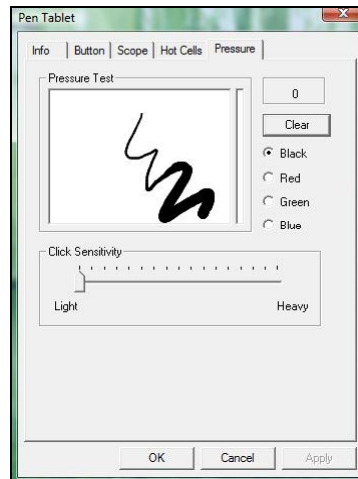 Pen Tablet
Info Button Scope Hot Cells Pressure
Pressure Test
0
Clear
Black
Red
Green
Blue
Click Sensitivity
Light Heavy
OK Cancel Apply